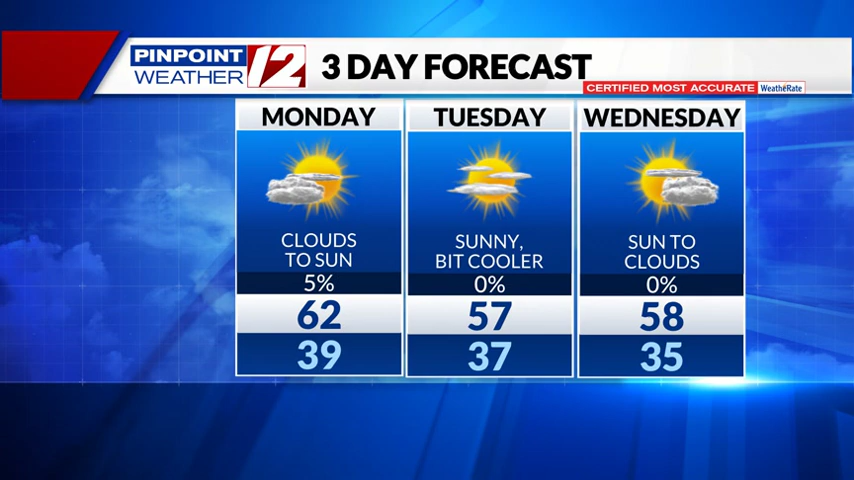 PINPOINT
WEATHER 12
3 DAY FORECAST
CERTIFIED MOST ACCURATE WeatheRate
MONDAY TUESDAY WEDNESDAY
CLOUDS
TO SUN
SUNNY,
BIT COOLER
SUN TO
CLOUDS
5% 0% 0%
62 57 58
39 37 35